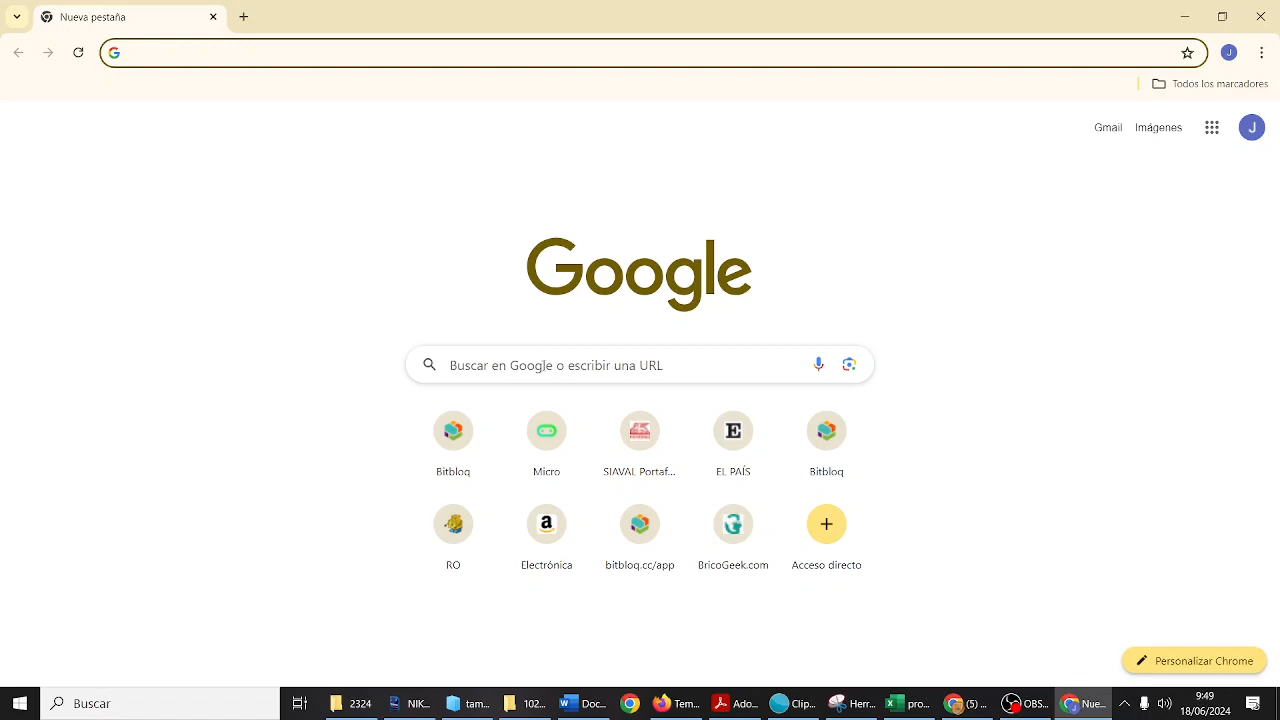 Nueva pestaña
J
Todos los marcadores
Gmail
Imágenes
J
Google
Buscar en Google o escribir una URL
Bitbloq
Micro
SIAVAL Portaf...
EL PAÍS
Bitbloq
RO
Electrónica
bitbloq.cc/app
BricoGeek.com
Acceso directo
Personalizar Chrome
Buscar
2324
NIK...
tam...
102...
Doc...
Tem...
Ado...
Clip...
Herr...
pro...
(5) ...
OBS...
Nue...
9:49
18/06/2024